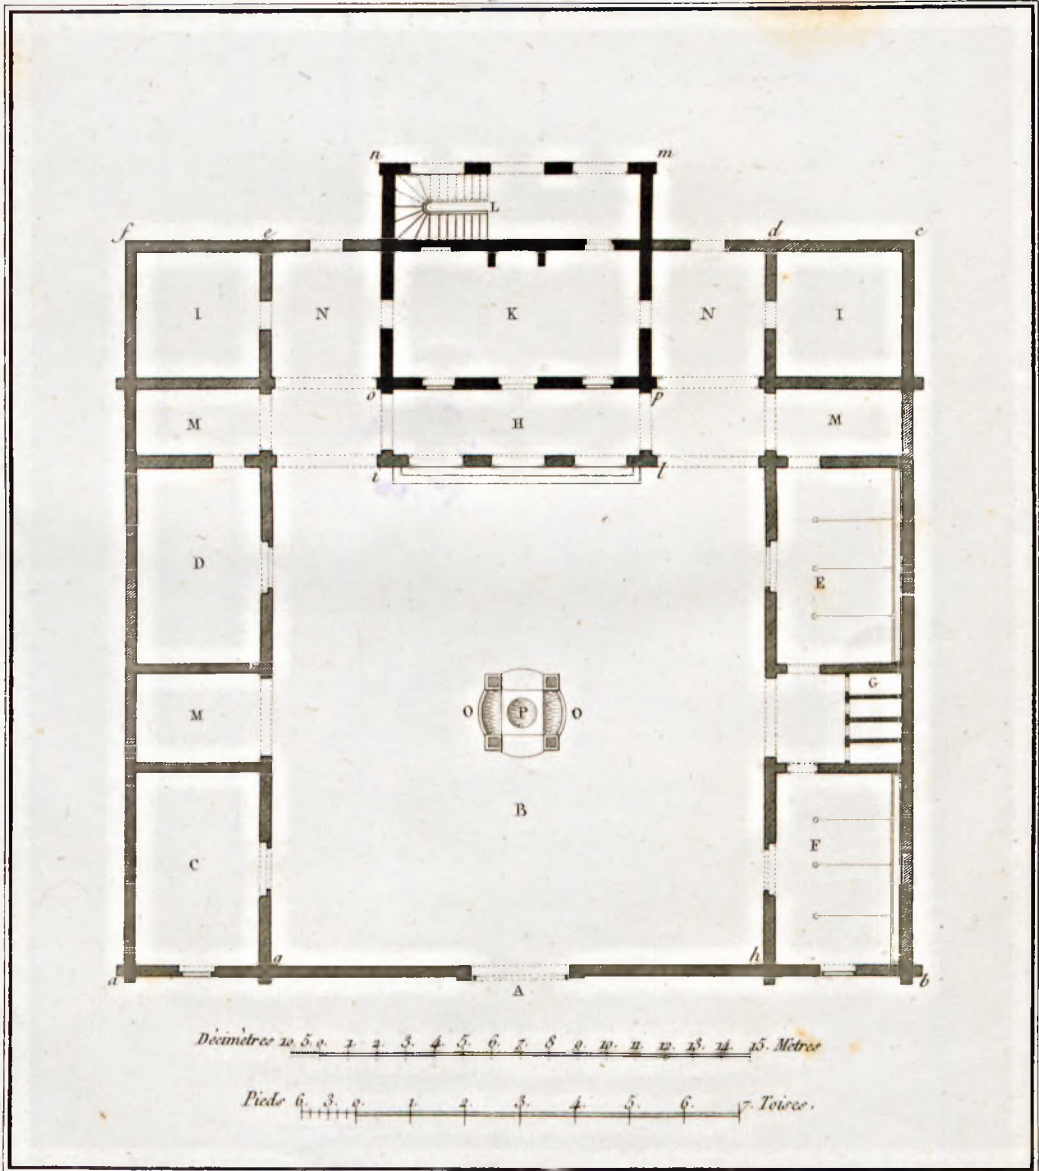 n m
L
f e d c
I N K N I
o p
M H M
i l
D E
G
M O P O
B
C F
a g h b
A
Décimètres 10. 5. 0. 1. 2. 3. 4. 5. 6. 7. 8. 9. 10. 11. 12. 13. 14. 15. Mètres
Pieds 6. 3. 0. 1. 2. 3. 4. 5. 6. 7. Toises.